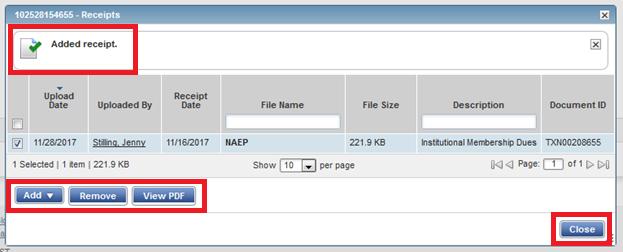 102528154655 - Receipts
Added receipt.
Upload Date Uploaded By Receipt Date File Name File Size Description Document ID
11/28/2017 Stilling, Jenny 11/16/2017 NAEP 221.9 KB Institutional Membership Dues TXN00208655
1 Selected | 1 item | 221.9 KB Show 10 per page Page: 1 of 1
Add Remove View PDF
Close